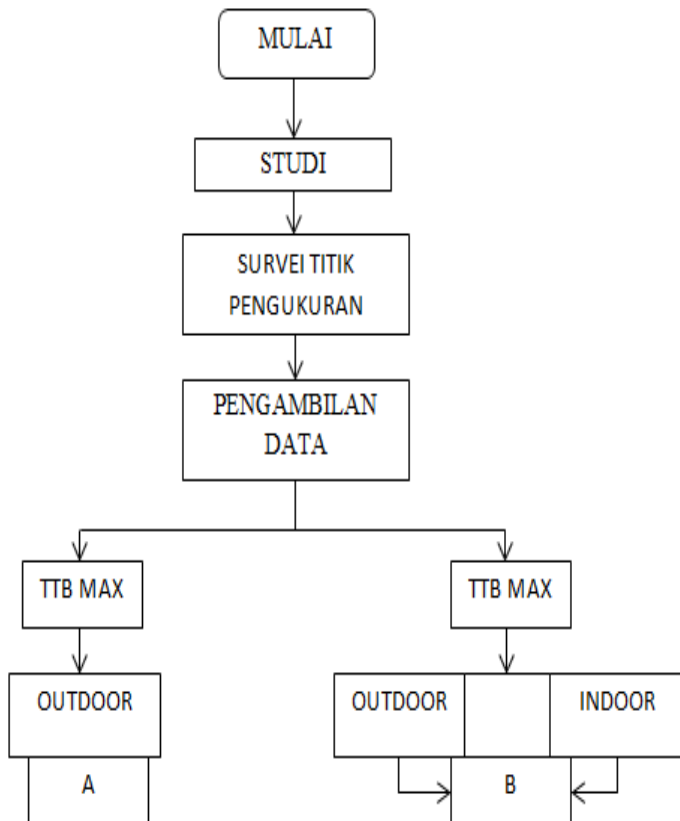 MULAI
STUDI
SURVEI TITIK
PENGUKURAN
PENGAMBILAN
DATA
TTB MAX
TTB MAX
OUTDOOR
OUTDOOR
INDOOR
A
B